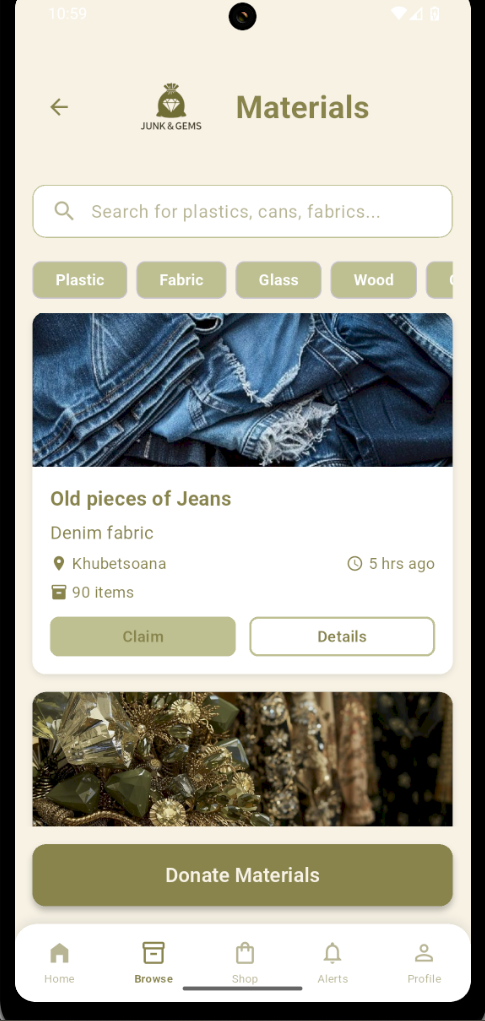 10.59
JUNK & GEMS
Materials
Search for plastics, cans, fabrics...
Plastic Fabric Glass Wood
Old pieces of Jeans
Denim fabric
Khubetsoana 5 hrs ago
90 items
Claim Details
Donate Materials
Home Browse Shop Alerts Profile